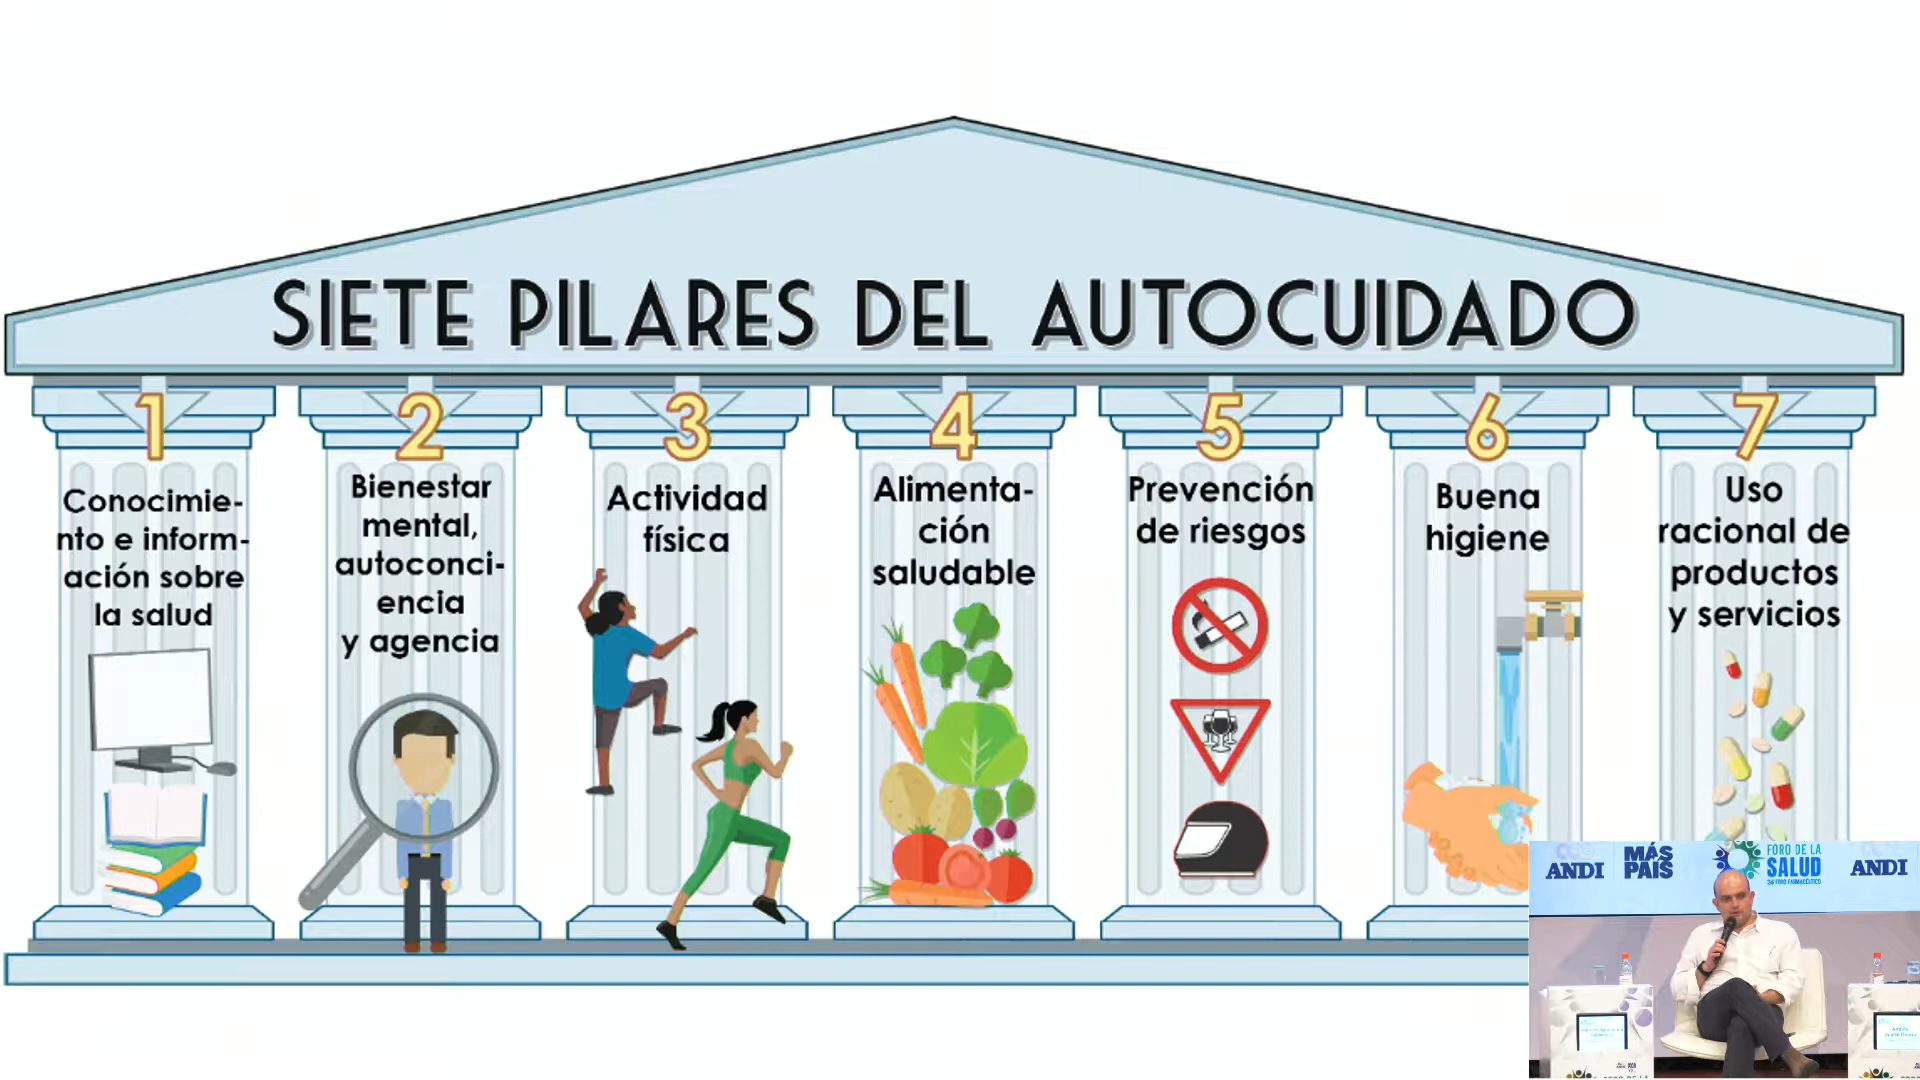 SIETE PILARES DEL AUTOCUIDADO
1
Conocimie-
nto e inform-
ación sobre
la salud
2
Bienestar
mental,
autoconci-
encia
y agencia
3
Actividad
física
4
Alimenta-
ción
saludable
5
Prevención
de riesgos
6
Buena
higiene
7
Uso
racional de
productos
y servicios
ANDI
MÁS
PAÍS
FORO DE LA
SALUD
ANDI